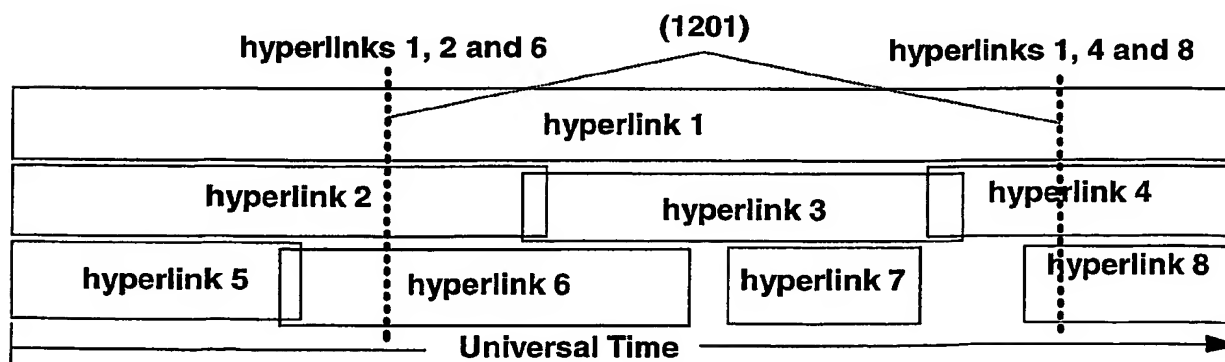 (1201)
hyperlinks 1, 2 and 6
hyperlinks 1, 4 and 8
hyperlink 1
hyperlink 2
hyperlink 3
hyperlink 4
hyperlink 5
hyperlink 6
hyperlink 7
hyperlink 8
Universal Time